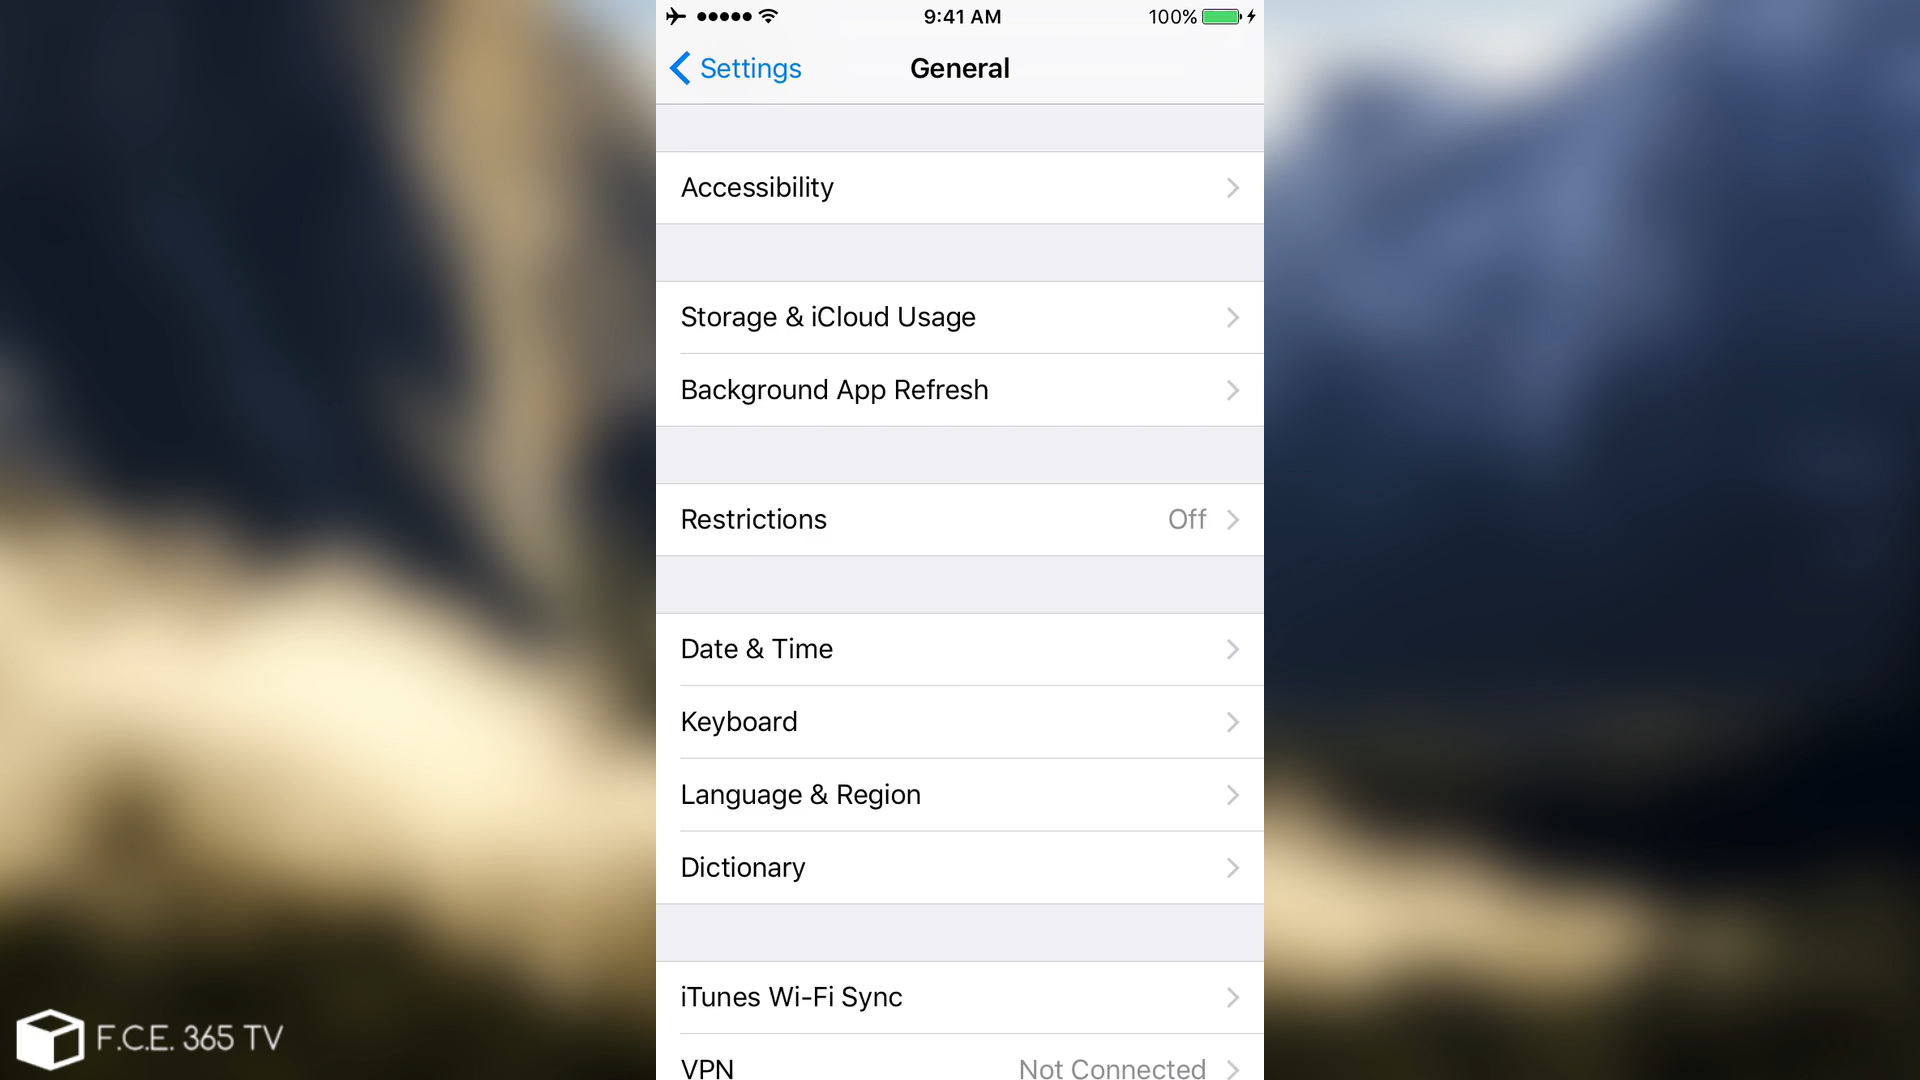 9:41 AM
100%
Settings
General
Accessibility
Storage & iCloud Usage
Background App Refresh
Restrictions Off
Date & Time
Keyboard
Language & Region
Dictionary
iTunes Wi-Fi Sync
VPN Not Connected
F.C.E. 365 TV